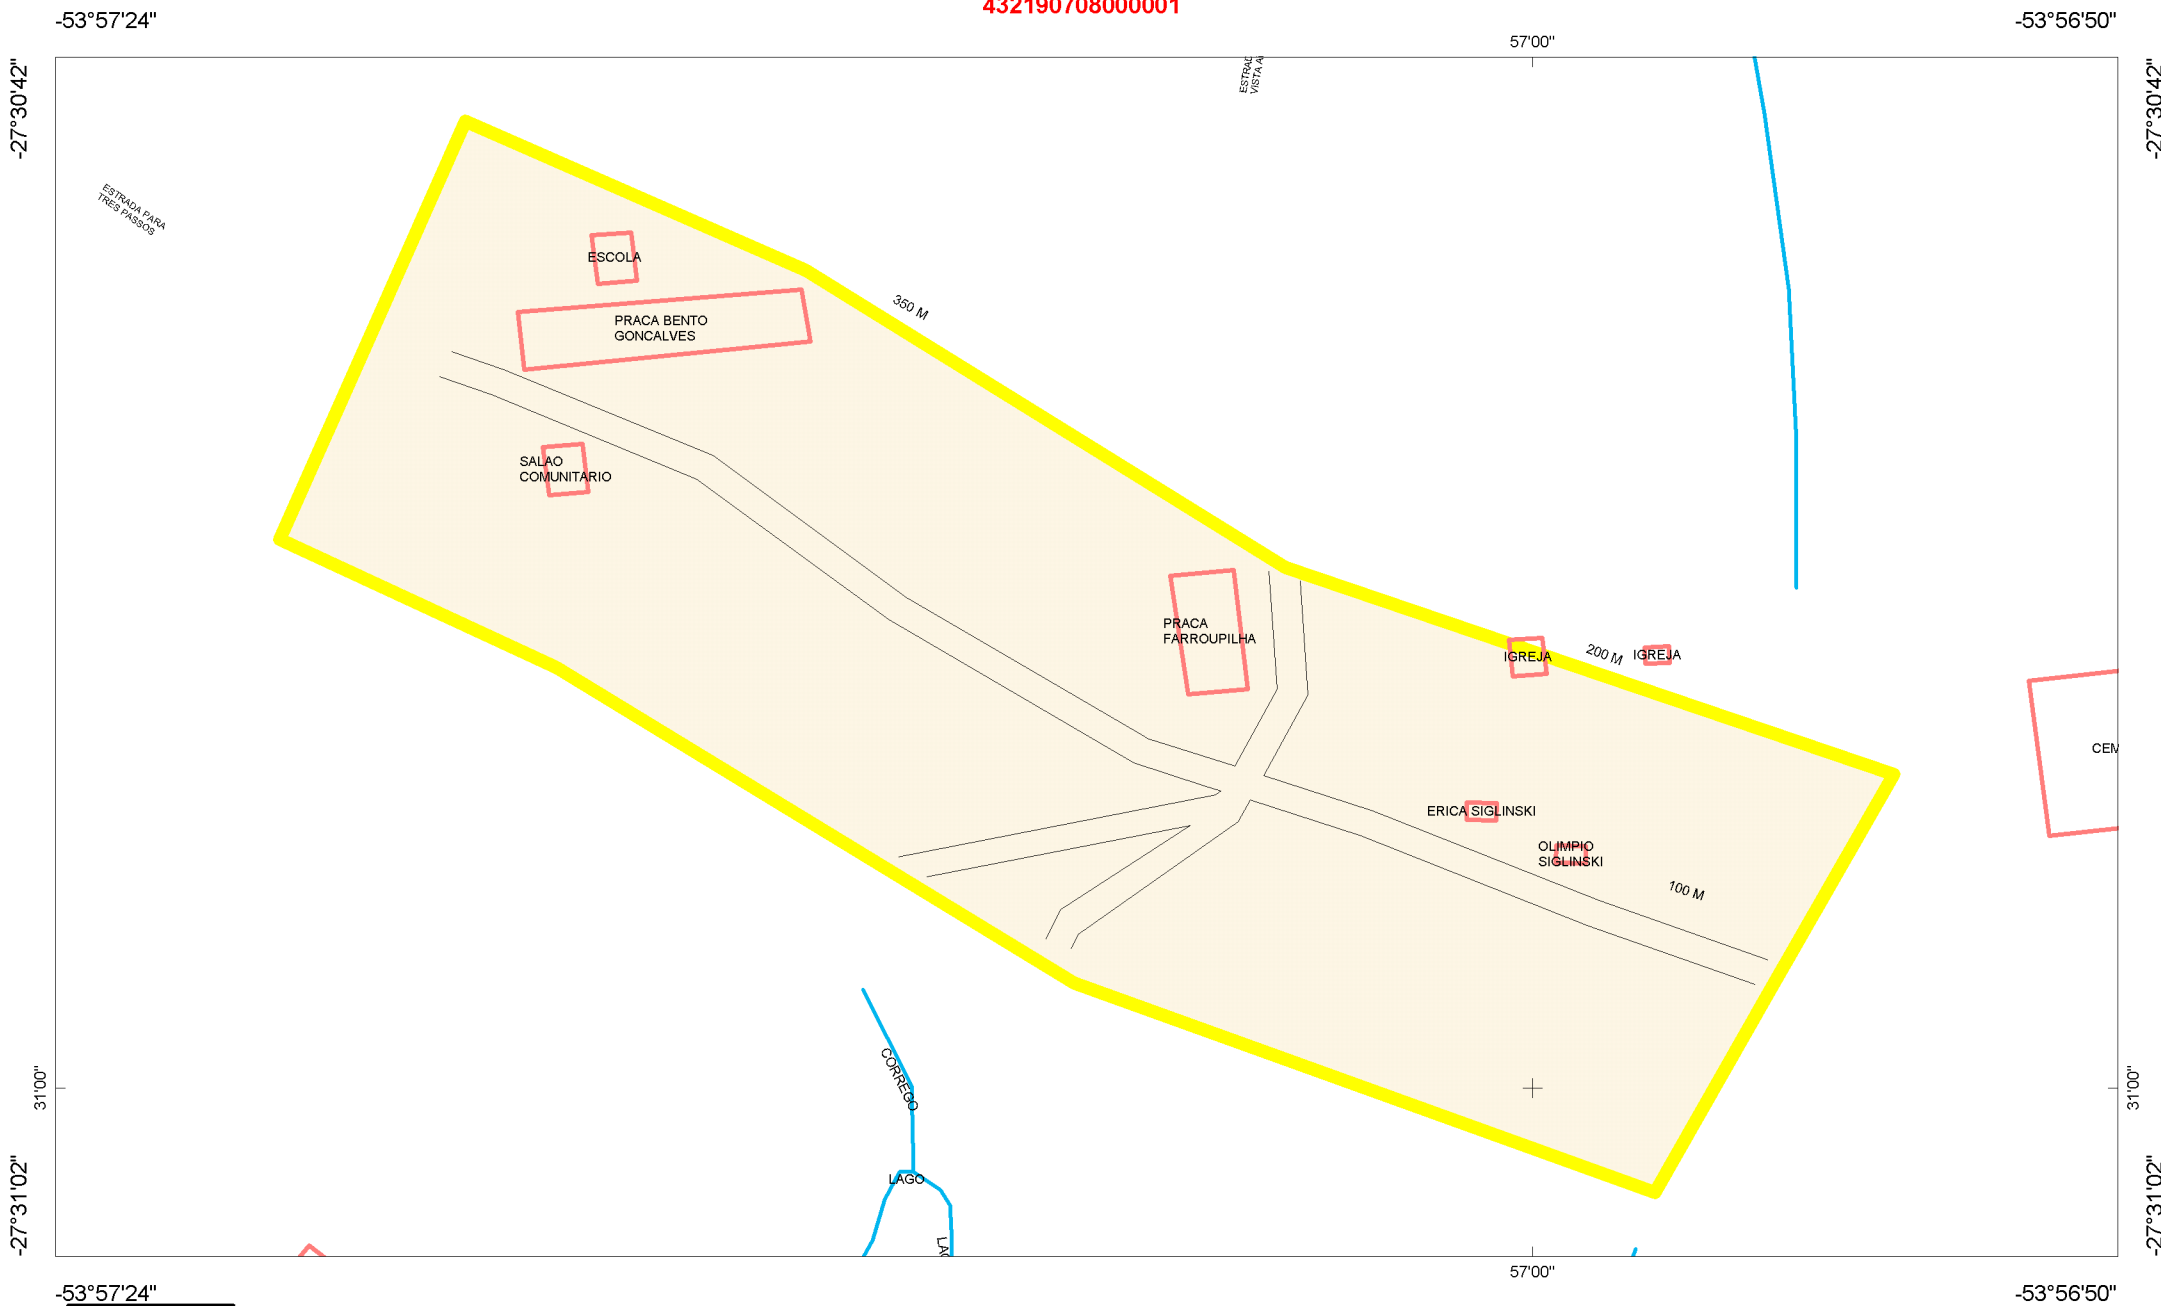 432190708000001
-53°57'24"
-53°56'50"
57'00"
-27°30'42"
-27°30'42"
VISTA
ESTRADA PARA
TRES PASSOS
ESCOLA
350 M
PRACA BENTO
GONCALVES
SALAO
COMUNITARIO
PRACA
FARROUPILHA
IGREJA
200 M
IGREJA
CEM
ERICA SIGLINSKI
OLIMPIO
SIGLINSKI
100 M
CORREGO
31'00"
31'00"
LAGO
-27°31'02"
-27°31'02"
57'00"
-53°57'24"
-53°56'50"